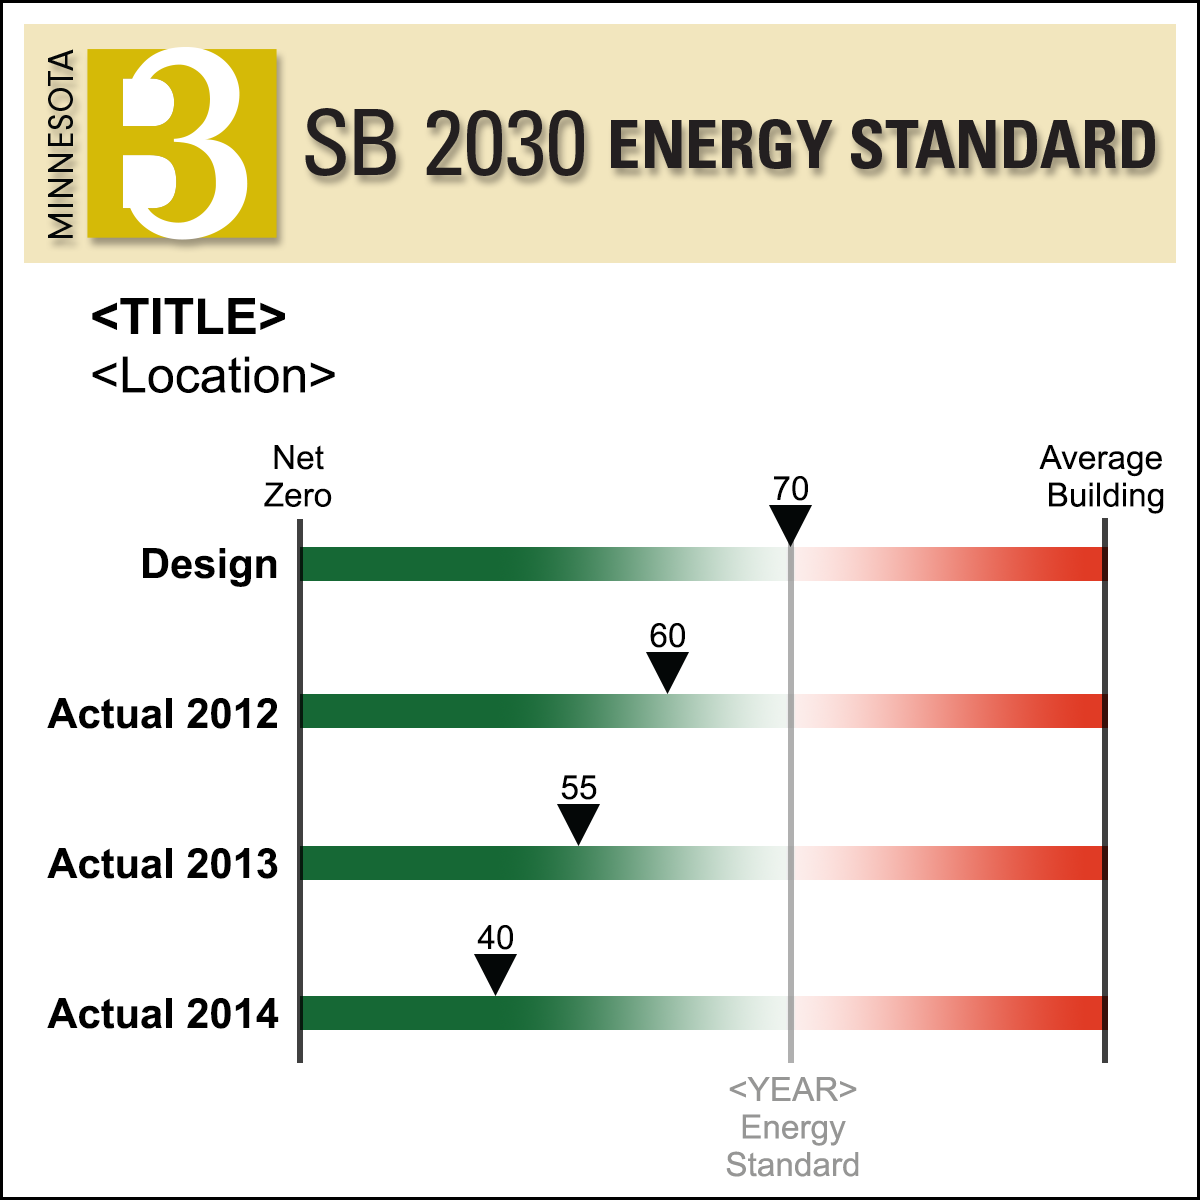 MINNESOTA
B3
SB 2030 ENERGY STANDARD
<TITLE>
<Location>
Net
Zero
Average
Building
70
Design
60
Actual 2012
55
Actual 2013
40
Actual 2014
<YEAR>
Energy
Standard